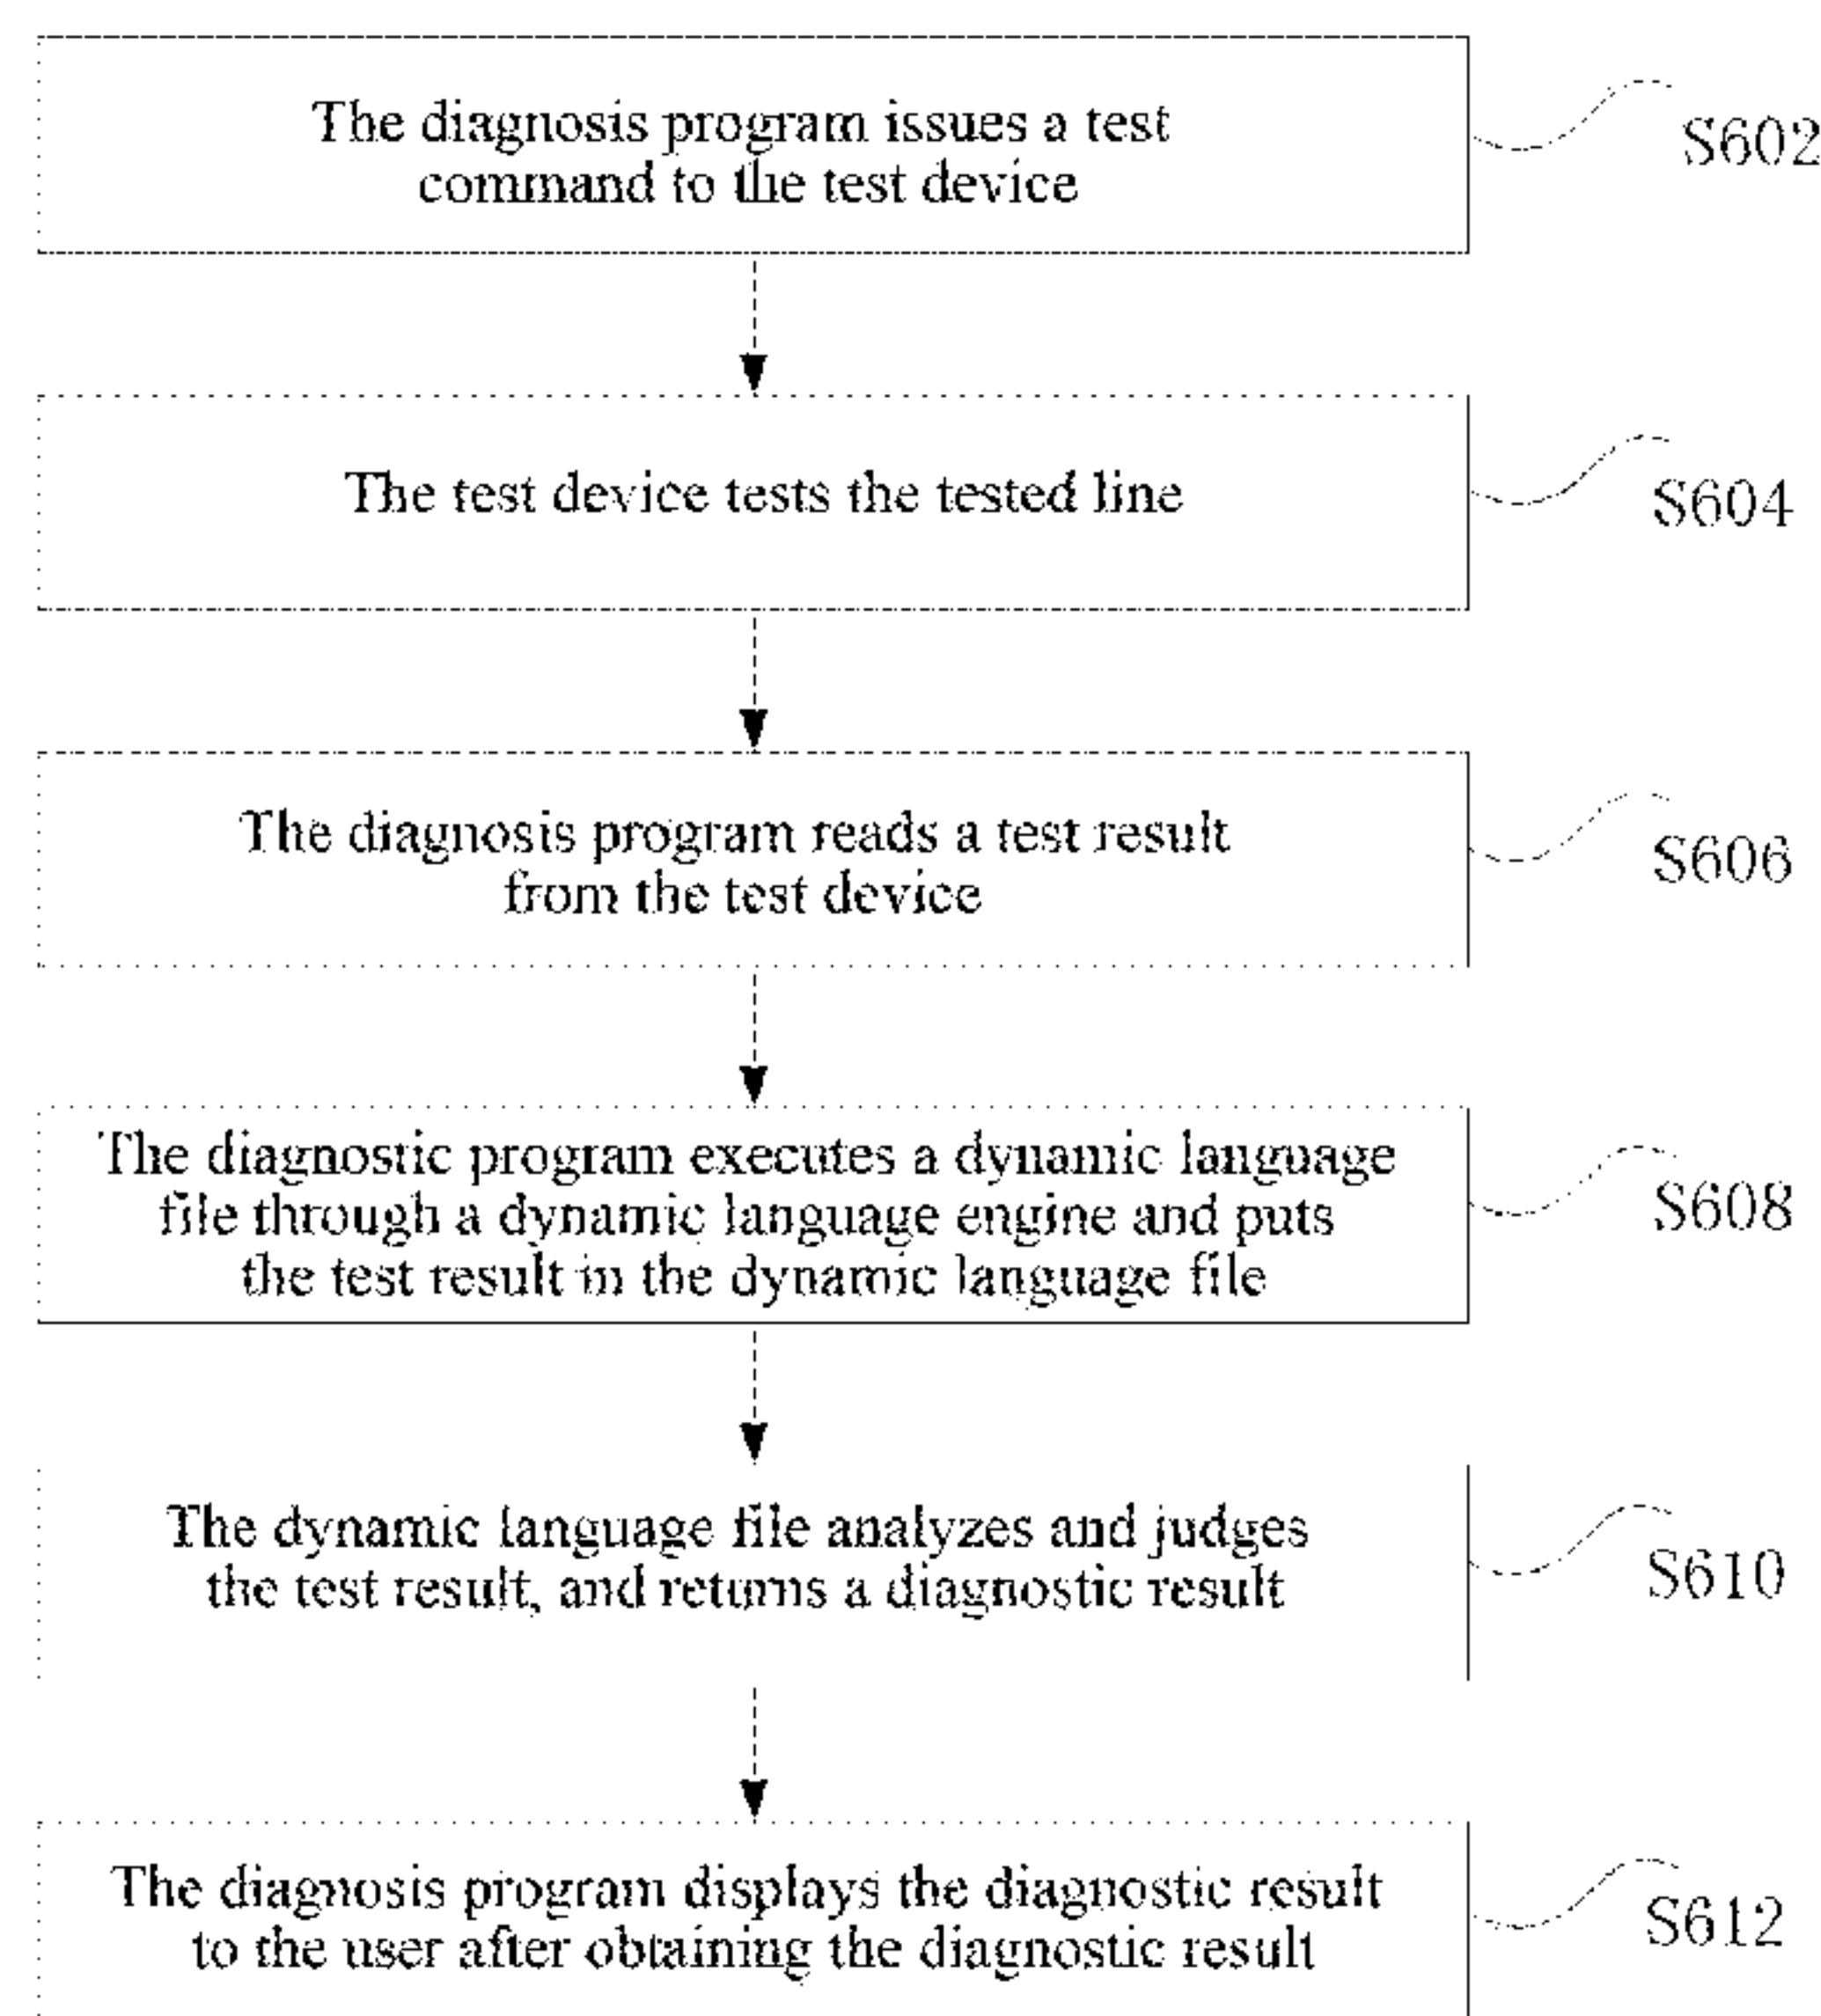 The diagnosis program issues a test
command to the test device
S602
The test device tests the tested line
S604
The diagnosis program reads a test result
from the test device
S606
The diagnostic program executes a dynamic language
file through a dynamic language engine and puts
the test result in the dynamic language file
S608
The dynamic language file analyzes and judges
the test result, and returns a diagnostic result
S610
The diagnosis program displays the diagnostic result
to the user after obtaining the diagnostic result
S612